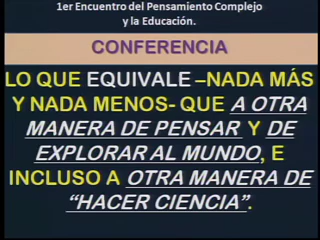 1er Encuentro del Pensamiento Complejo
y la Educación.
CONFERENCIA
LO QUE EQUIVALE –NADA MÁS
Y NADA MENOS- QUE A OTRA
MANERA DE PENSAR Y DE
EXPLORAR AL MUNDO, E
INCLUSO A OTRA MANERA DE
“HACER CIENCIA”.